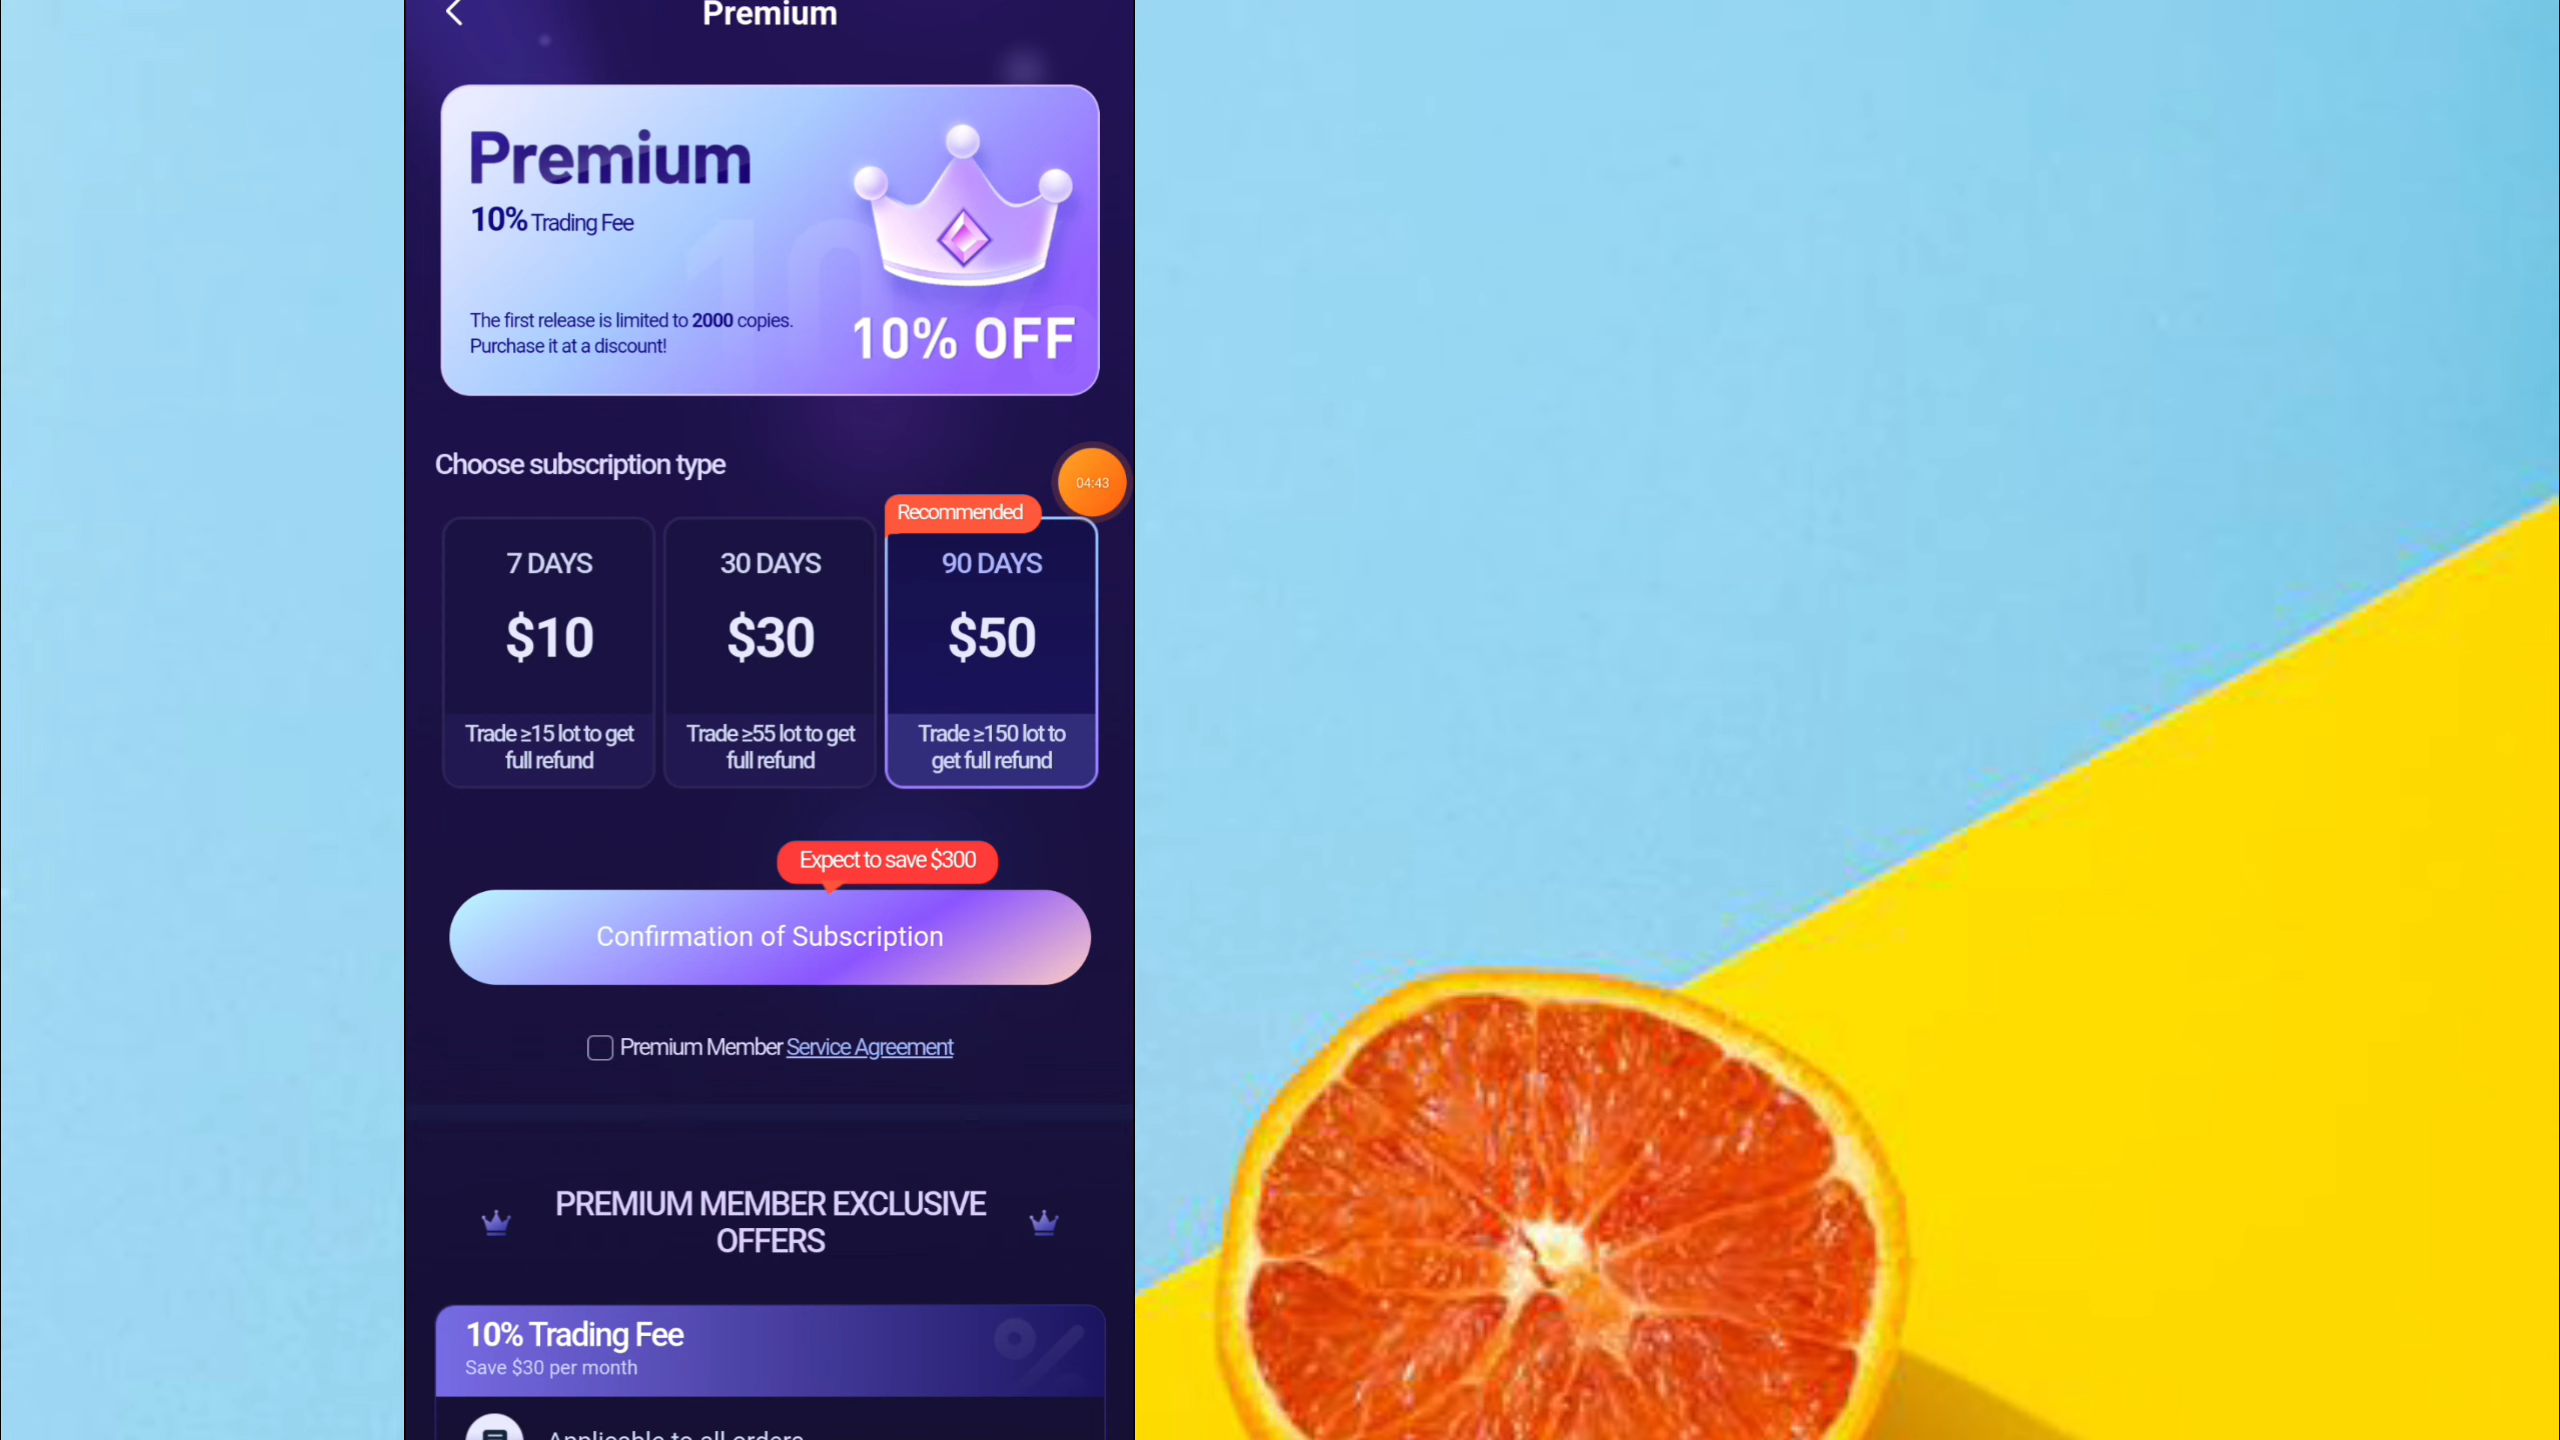 Premium
Premium
10% Trading Fee
The first release is limited to 2000 copies.
Purchase it at a discount!
10% OFF
Choose subscription type
04:43
Recommended
7 DAYS
$10
Trade ≥15 lot to get
full refund
30 DAYS
$30
Trade ≥55 lot to get
full refund
90 DAYS
$50
Trade ≥150 lot to
get full refund
Expect to save $300
Confirmation of Subscription
Premium Member Service Agreement
PREMIUM MEMBER EXCLUSIVE
OFFERS
10% Trading Fee
Save $30 per month
Applicable to all orders